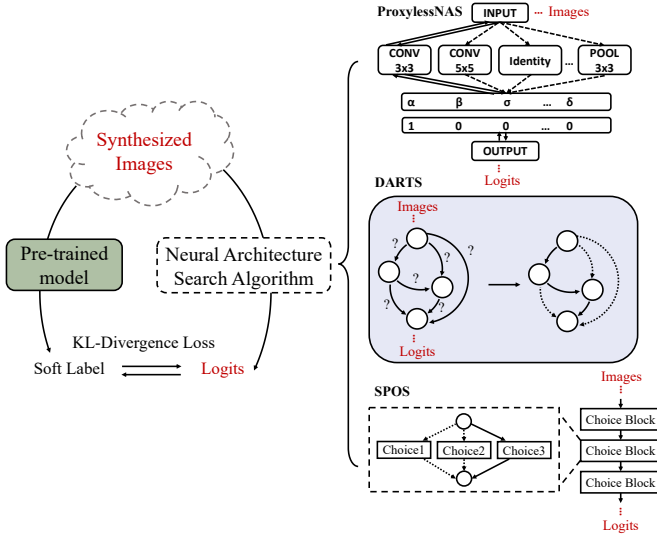 Synthesized
Images
Pre-trained
model
Neural Architecture
Search Algorithm
KL-Divergence Loss
Soft Label
Logits
ProxylessNAS
INPUT
... Images
CONV
3x3
CONV
5x5
Identity
...
POOL
3x3
α β σ ... δ
1 0 0 ... 0
OUTPUT
Logits
DARTS
Images
? ? ?
? ?
? ?
Logits
SPOS
Choice1 Choice2 Choice3
Images
Choice Block
Choice Block
Choice Block
Logits